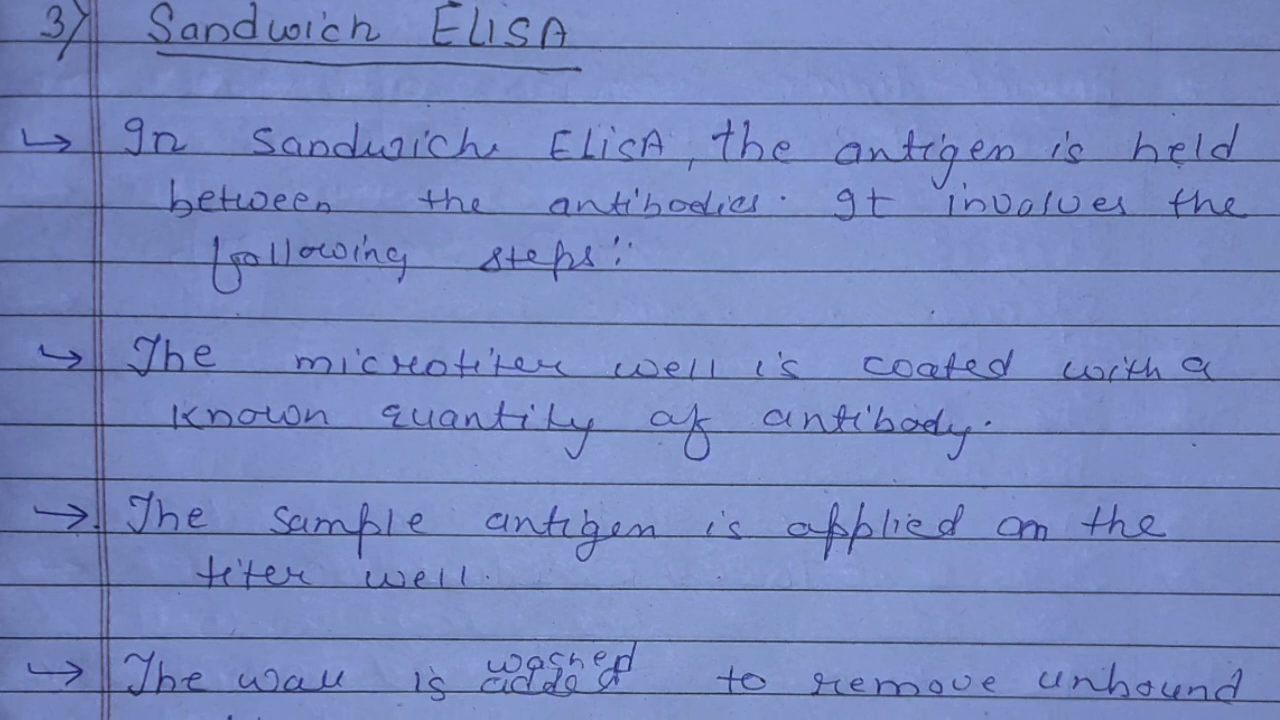 3) Sandwich ELISA
↳ In Sandwich ELisA, the antigen is held
between the antibodies. It involves the
following steps:
↳ The microtiter well is coated with a
known quantity of antibody.
→ The sample antigen is applied on the
titer well.
→ The wall is washed to remove unbound